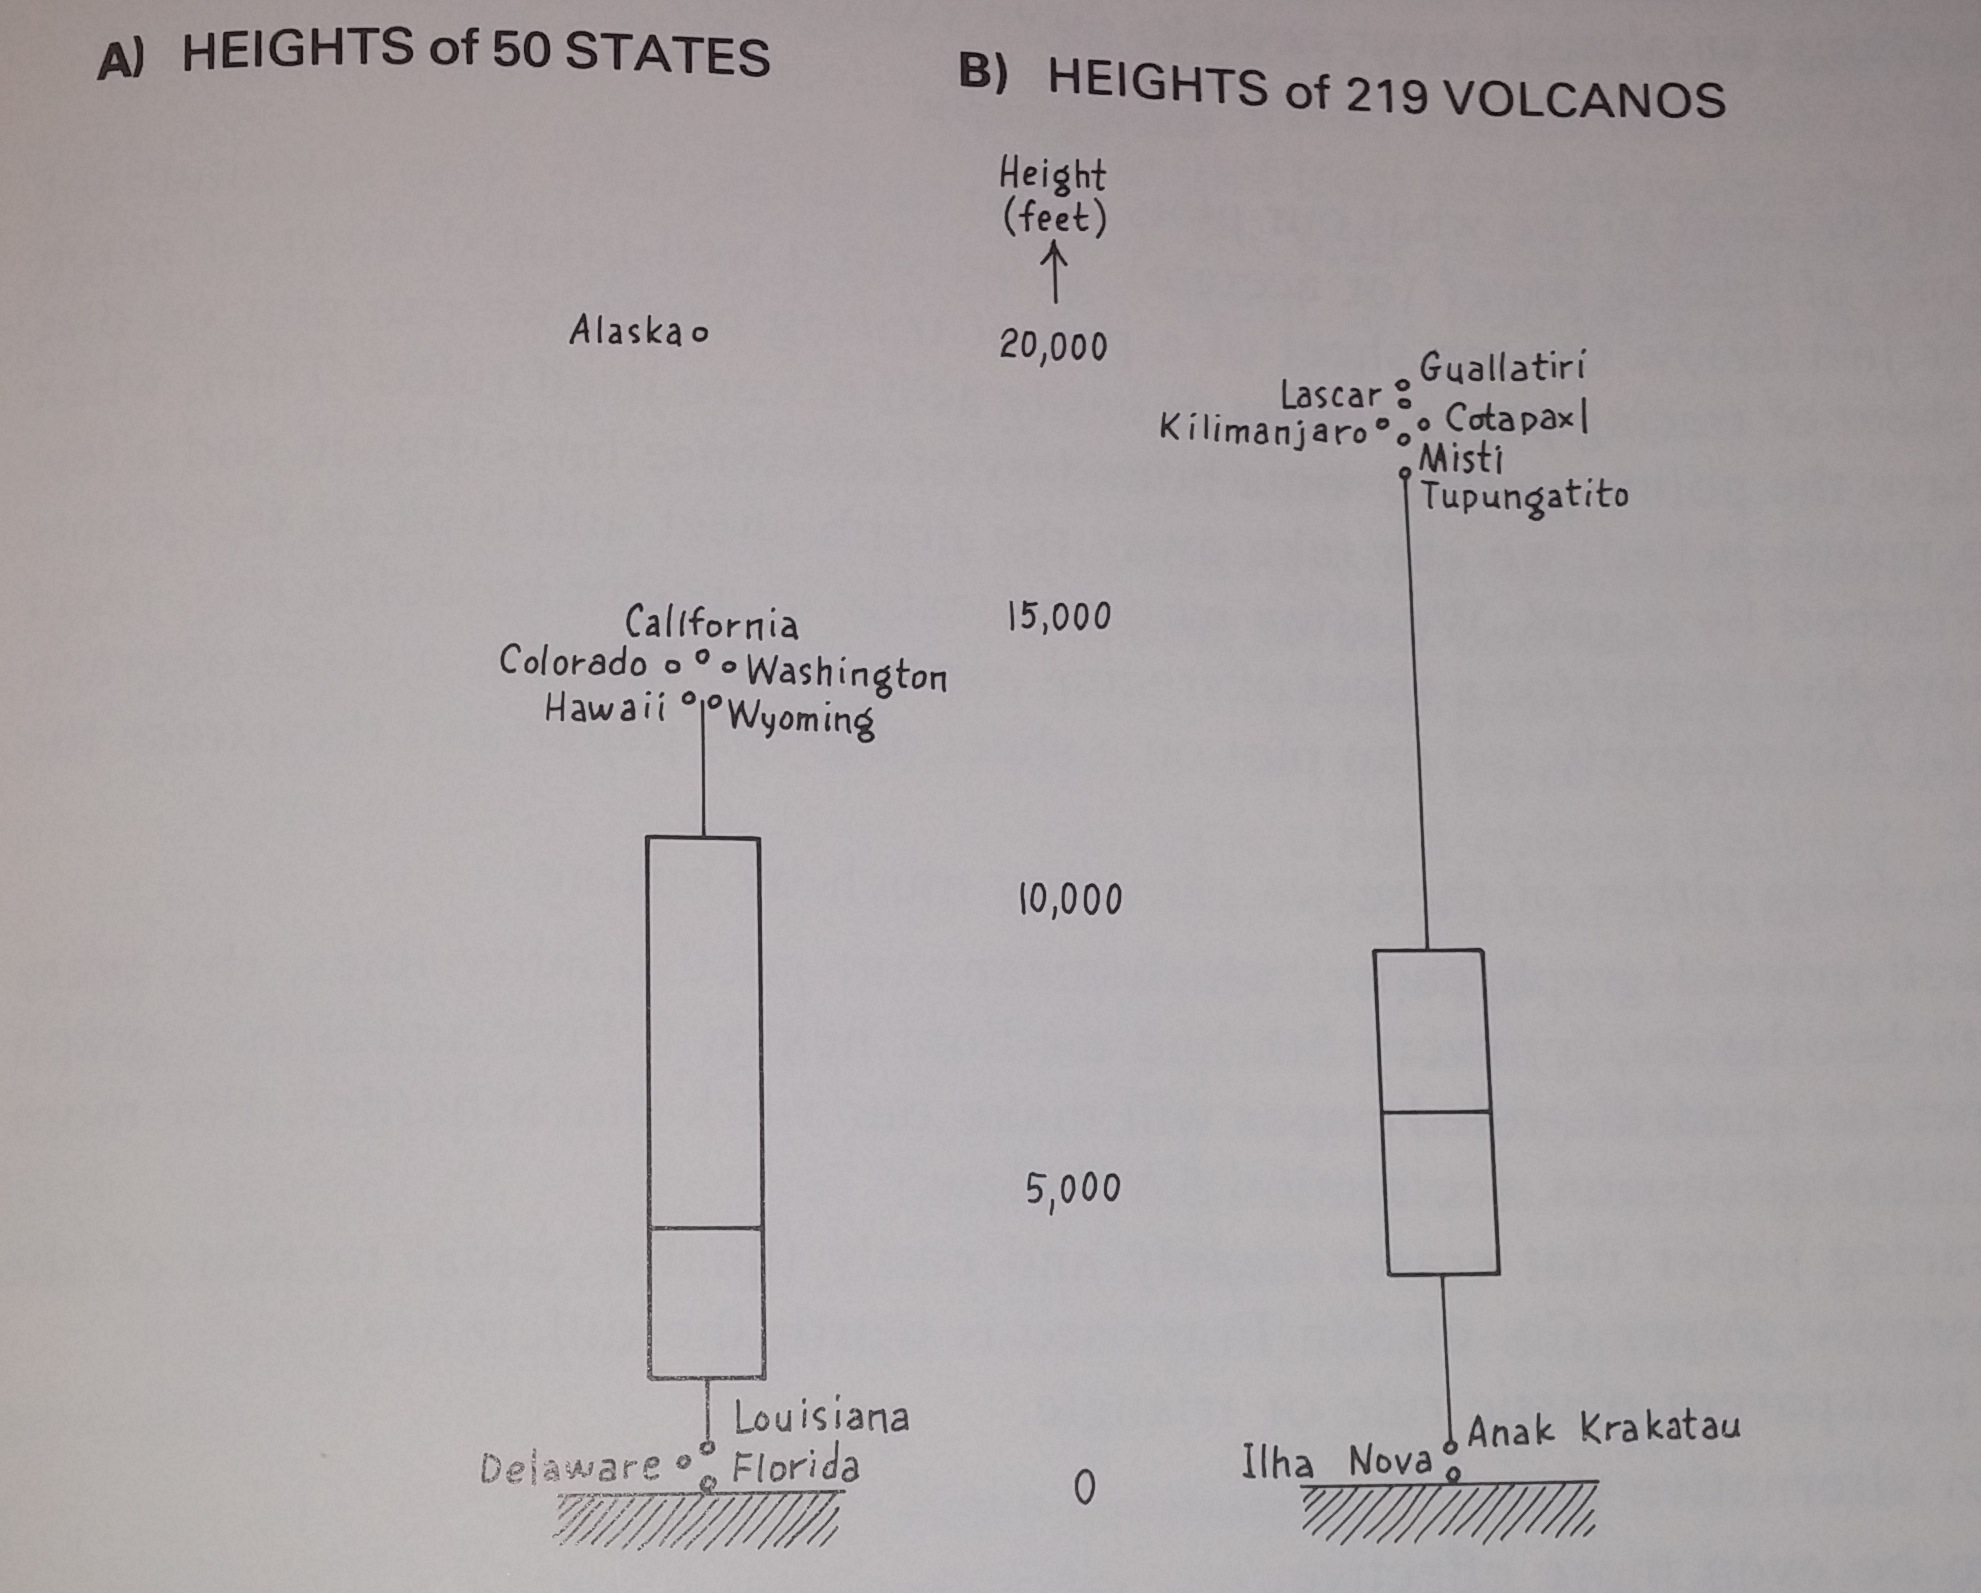 A) HEIGHTS of 50 STATES
B) HEIGHTS of 219 VOLCANOS
Height
(feet)
Alaska
20,000
Guallatiri
Lascar
Cotapaxl
Kilimanjaro
Misti
Tupungatito
15,000
California
Colorado
Washington
Hawaii
Wyoming
10,000
5,000
Louisiana
Delaware
Florida
Anak Krakatau
Ilha Nova
0